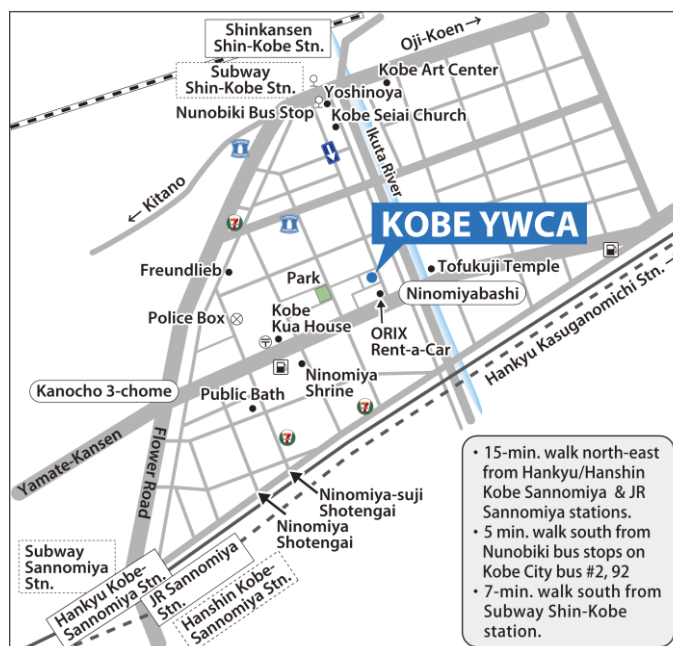 Shinkansen
Shin-Kobe Stn.
Oji-Koen →
Subway
Shin-Kobe Stn.
Kobe Art Center
Yoshinoya
Nunobiki Bus Stop
Kobe Seiai Church
Ikuta River
← Kitano
KOBE YWCA
7
Freundlieb
Park
Tofukuji Temple
Ninomiyabashi
Police Box
Kobe
Kua House
〒
ORIX
Rent-a-Car
Hankyu Kasuganomichi Stn. →
Kanocho 3-chome
Ninomiya
Shrine
Public Bath
7
7
Yamate-Kansen
Flower Road
Ninomiya-suji
Shotengai
Ninomiya
Shotengai
Subway
Sannomiya
Stn.
Hankyu Kobe-
Sannomiya Stn.
JR Sannomiya
Stn.
Hanshin Kobe-
Sannomiya Stn.
• 15-min. walk north-east
from Hankyu/Hanshin
Kobe Sannomiya & JR
Sannomiya stations.
• 5 min. walk south from
Nunobiki bus stops on
Kobe City bus #2, 92
• 7-min. walk south from
Subway Shin-Kobe
station.